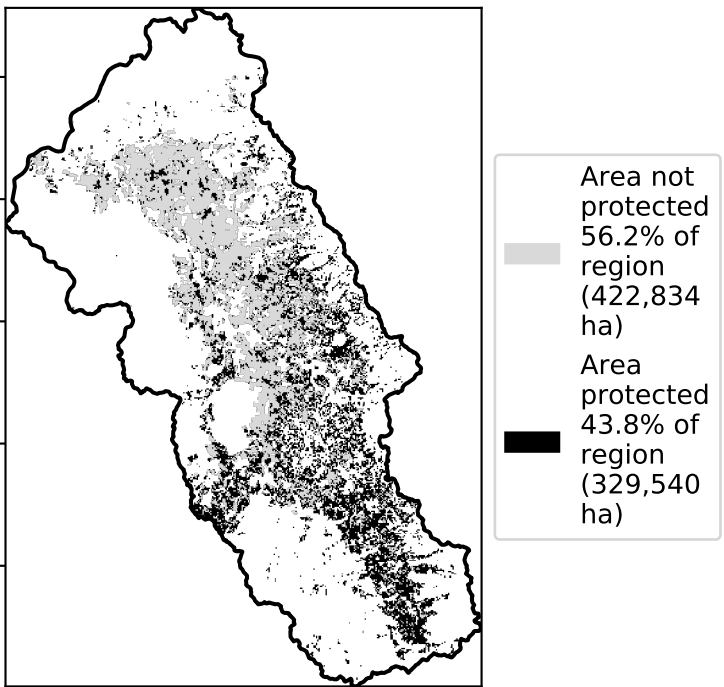 Area not
protected
56.2% of
region
(422,834
ha)
Area
protected
43.8% of
region
(329,540
ha)